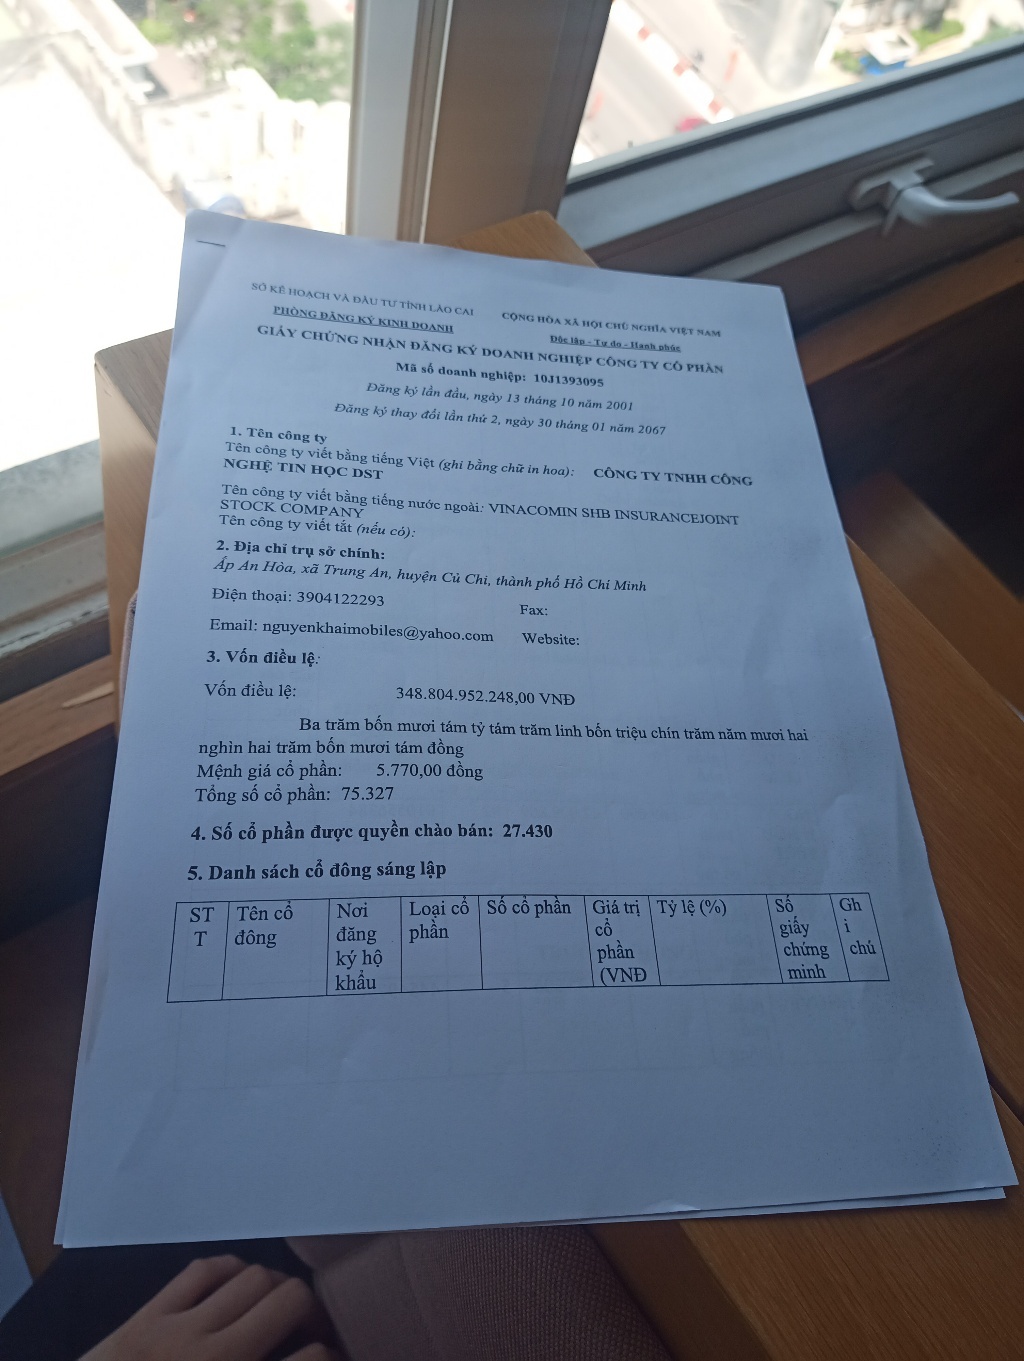 SỞ KẾ HOẠCH VÀ ĐẦU TƯ TỈNH LÀO CAI
PHÒNG ĐĂNG KÝ KINH DOANH
CỘNG HÒA XÃ HỘI CHỦ NGHĨA VIỆT NAM
Độc lập - Tự do - Hạnh phúc
GIẤY CHỨNG NHẬN ĐĂNG KÝ DOANH NGHIỆP CÔNG TY CỔ PHẦN
Mã số doanh nghiệp: 10J1393095
Đăng ký lần đầu, ngày 13 tháng 10 năm 2001
Đăng ký thay đổi lần thứ 2, ngày 30 tháng 01 năm 2067
1. Tên công ty
Tên công ty viết bằng tiếng Việt (ghi bằng chữ in hoa): CÔNG TY TNHH CÔNG
NGHỆ TIN HỌC DST
Tên công ty viết bằng tiếng nước ngoài: VINACOMIN SHB INSURANCEJOINT
STOCK COMPANY
Tên công ty viết tắt (nếu có):
2. Địa chỉ trụ sở chính:
Ấp An Hòa, xã Trung An, huyện Củ Chi, thành phố Hồ Chí Minh
Điện thoại: 3904122293 Fax:
Email: nguyenkhaimobiles@yahoo.com Website:
3. Vốn điều lệ:
Vốn điều lệ: 348.804.952.248,00 VNĐ
Ba trăm bốn mươi tám tỷ tám trăm linh bốn triệu chín trăm năm mươi hai
nghìn hai trăm bốn mươi tám đồng
Mệnh giá cổ phần: 5.770,00 đồng
Tổng số cổ phần: 75.327
4. Số cổ phần được quyền chào bán: 27.430
5. Danh sách cổ đông sáng lập
ST Tên cổ Nơi Loại cổ Số cổ phần Giá trị Tỷ lệ (%) Số Gh
T đông đăng phần cổ giấy i
ký hộ phần chứng chú
khẩu (VNĐ minh